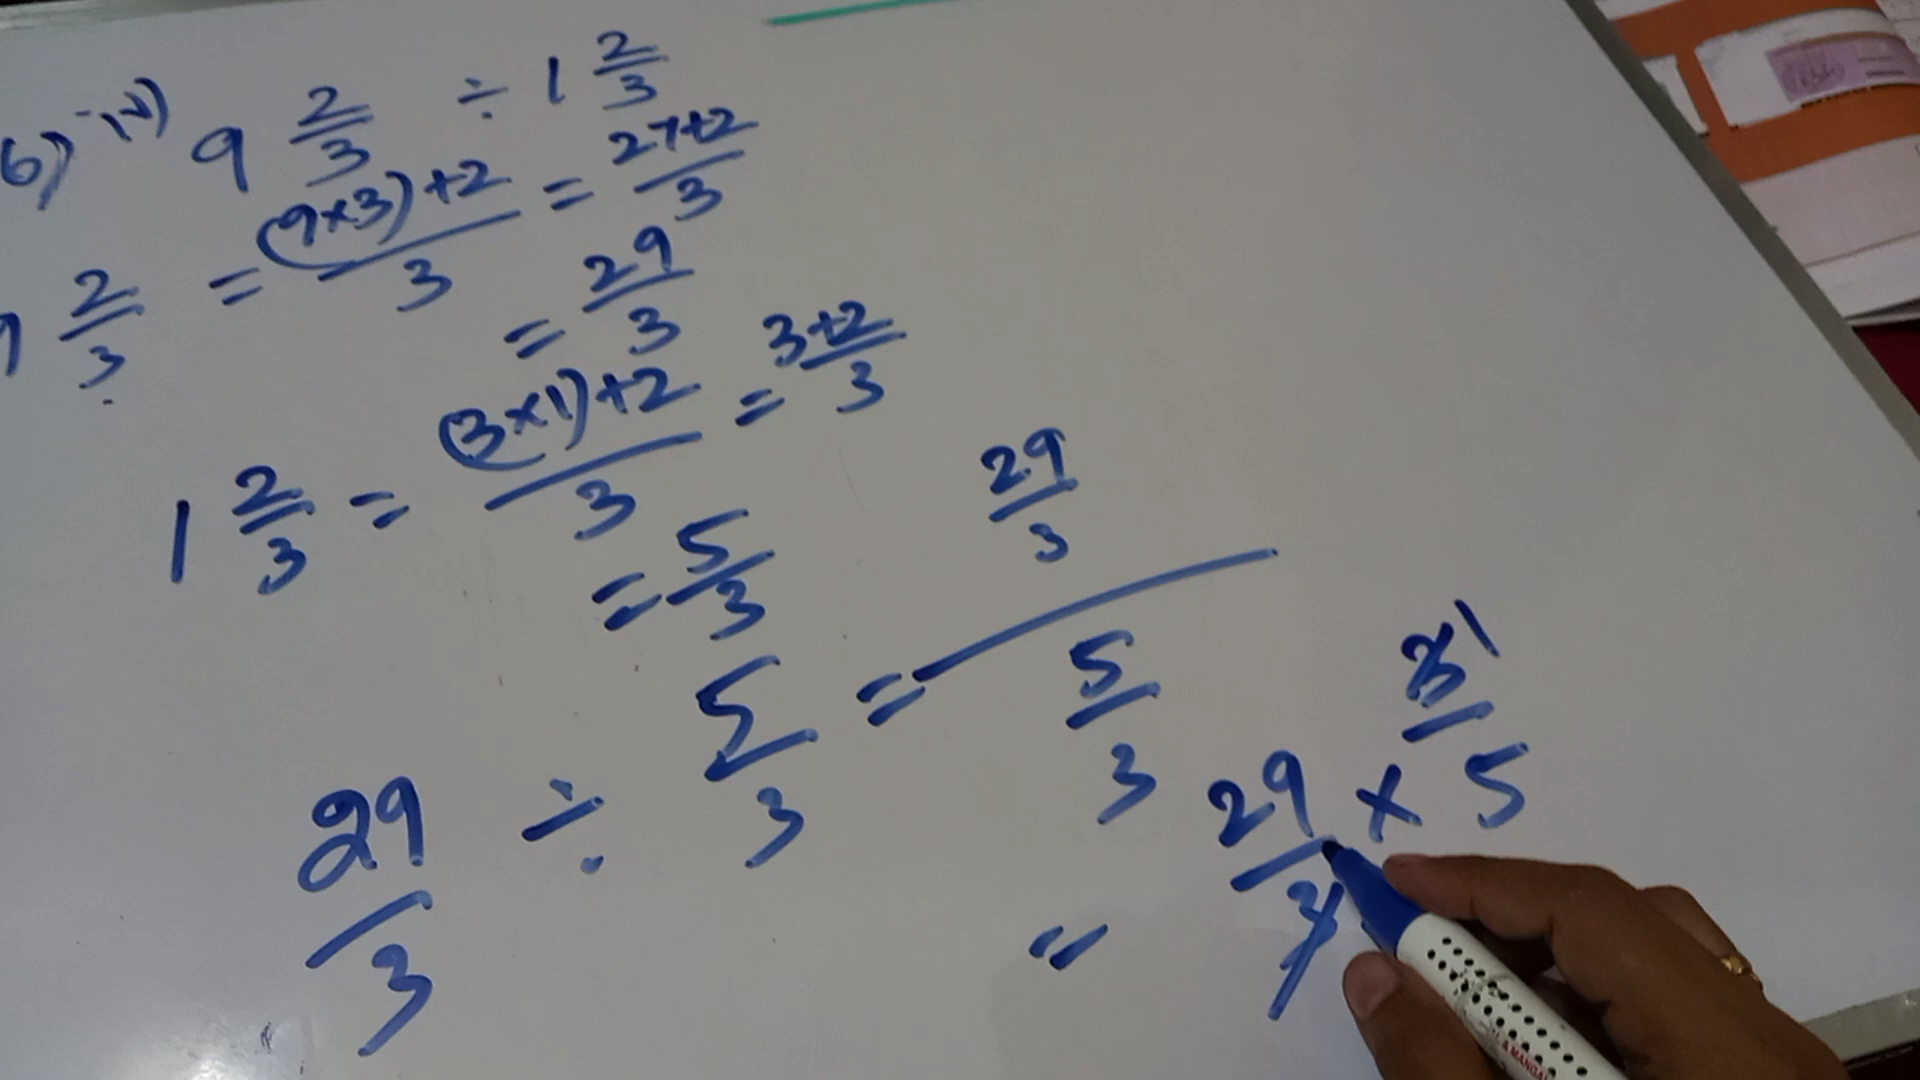 6) iv) 9 2/3 ÷ 1 2/3
9 2/3 = (9×3)+2/3 = 27+2/3
= 29/3
1 2/3 = (3×1)+2/3 = 3+2/3
= 5/3
29/3 ÷ 5/3 = 29/3 / 5/3
= 29/3 × 3 1/5